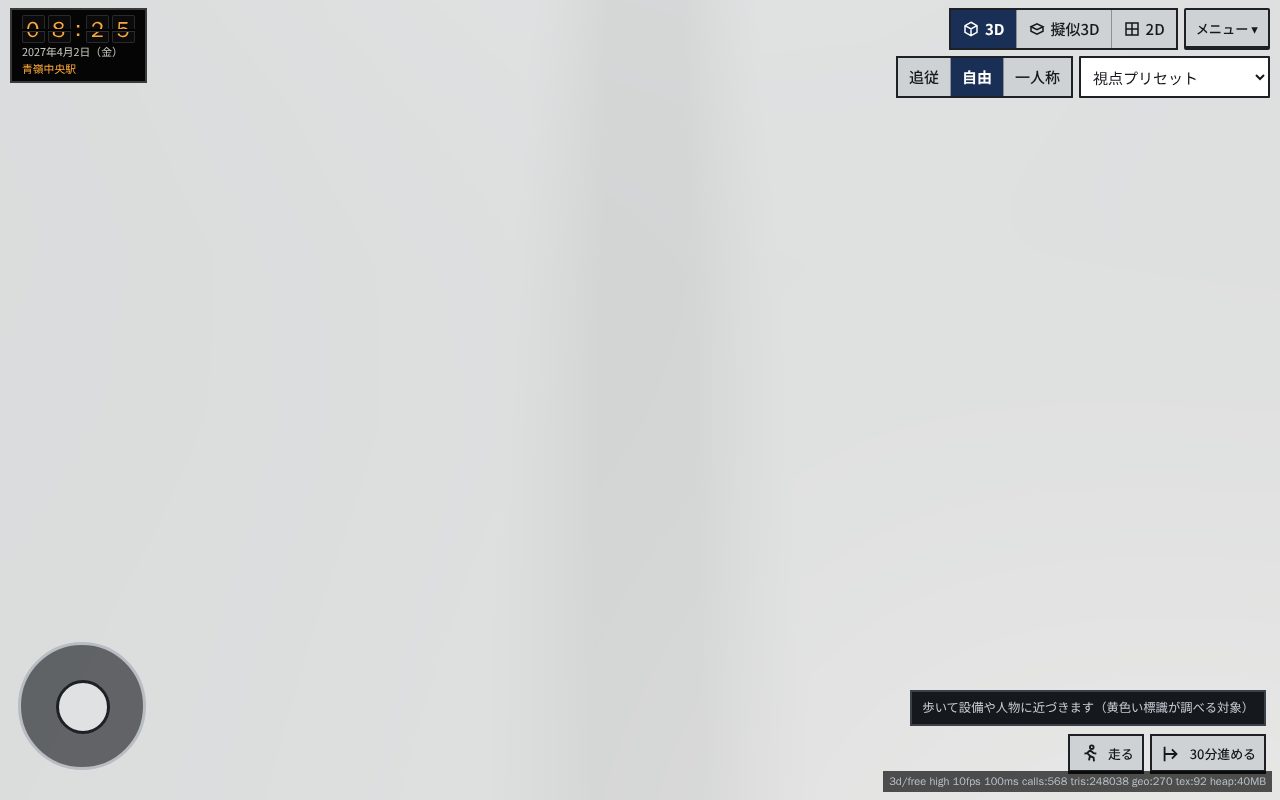 08:25
2027年4月2日（金）
青嶺中央駅
3D 擬似3D 2D メニュー▾
追従 自由 一人称 視点プリセット
歩いて設備や人物に近づきます（黄色い標識が調べる対象）
走る 30分進める
3d/free high 10fps 100ms calls:568 tris:248038 geo:270 tex:92 heap:40MB